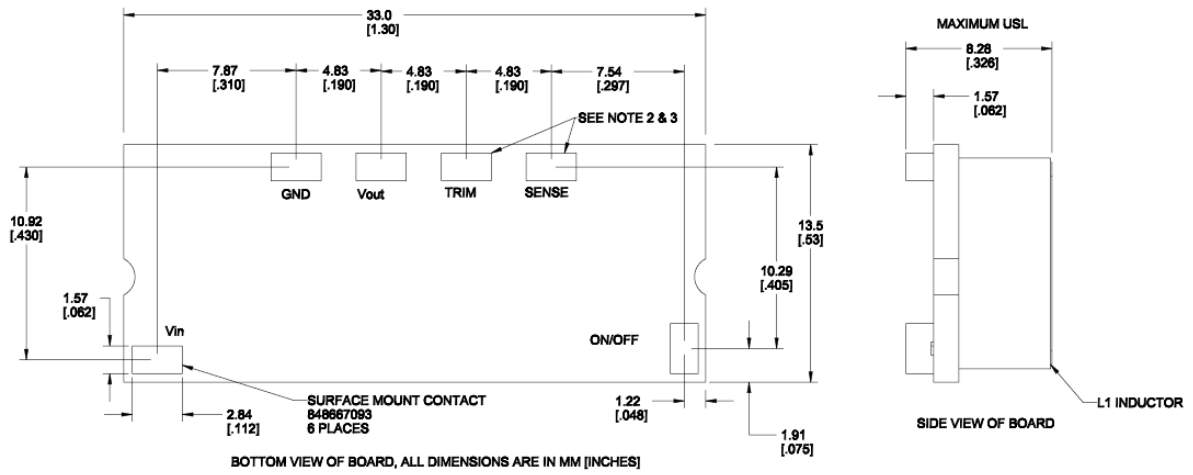 33.0
[1.30]
MAXIMUM USL
8.28
[.326]
7.87
[.310]
4.83
[.190]
4.83
[.190]
4.83
[.190]
7.54
[.297]
1.57
[.062]
SEE NOTE 2 & 3
GND
Vout
TRIM
SENSE
10.92
[.430]
13.5
[.53]
10.29
[.405]
1.57
[.062]
Vin
ON/OFF
SURFACE MOUNT CONTACT
848667093
6 PLACES
2.84
[.112]
1.22
[.048]
1.91
[.075]
L1 INDUCTOR
SIDE VIEW OF BOARD
BOTTOM VIEW OF BOARD, ALL DIMENSIONS ARE IN MM [INCHES]